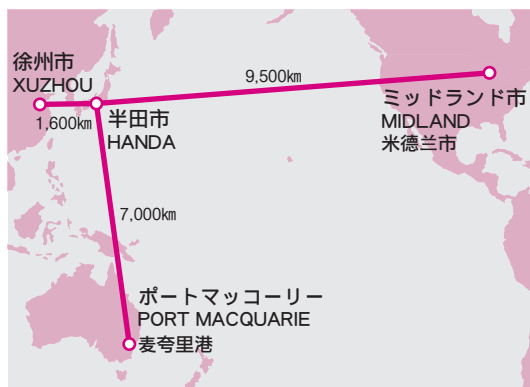 徐州市
XUZHOU
1,600km
半田市
HANDA
9,500km
ミッドランド市
MIDLAND
米德兰市
7,000km
ポートマッコーリー
PORT MACQUARIE
麦夸里港